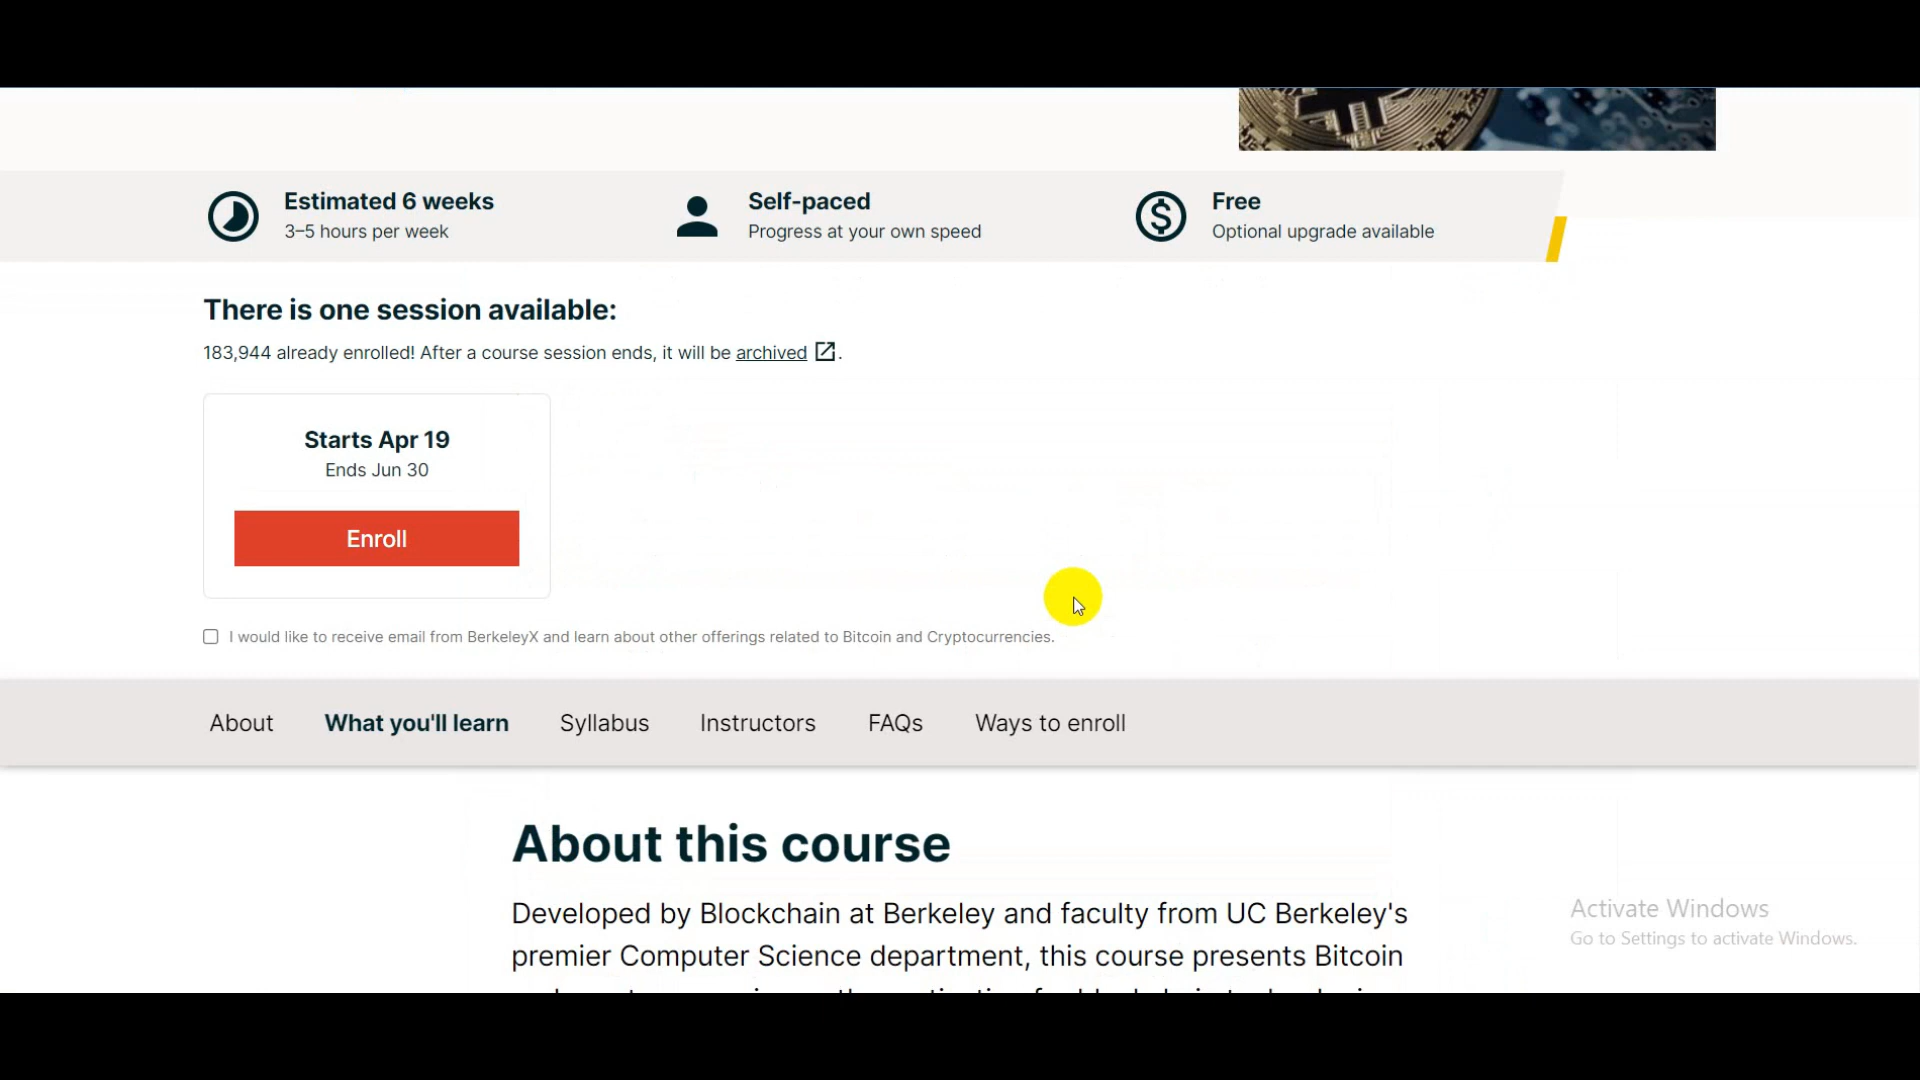 Estimated 6 weeks
3–5 hours per week
Self-paced
Progress at your own speed
Free
Optional upgrade available
There is one session available:
183,944 already enrolled! After a course session ends, it will be archived.
Starts Apr 19
Ends Jun 30
Enroll
I would like to receive email from BerkeleyX and learn about other offerings related to Bitcoin and Cryptocurrencies.
About What you'll learn Syllabus Instructors FAQs Ways to enroll
About this course
Developed by Blockchain at Berkeley and faculty from UC Berkeley's
premier Computer Science department, this course presents Bitcoin
Activate Windows
Go to Settings to activate Windows.